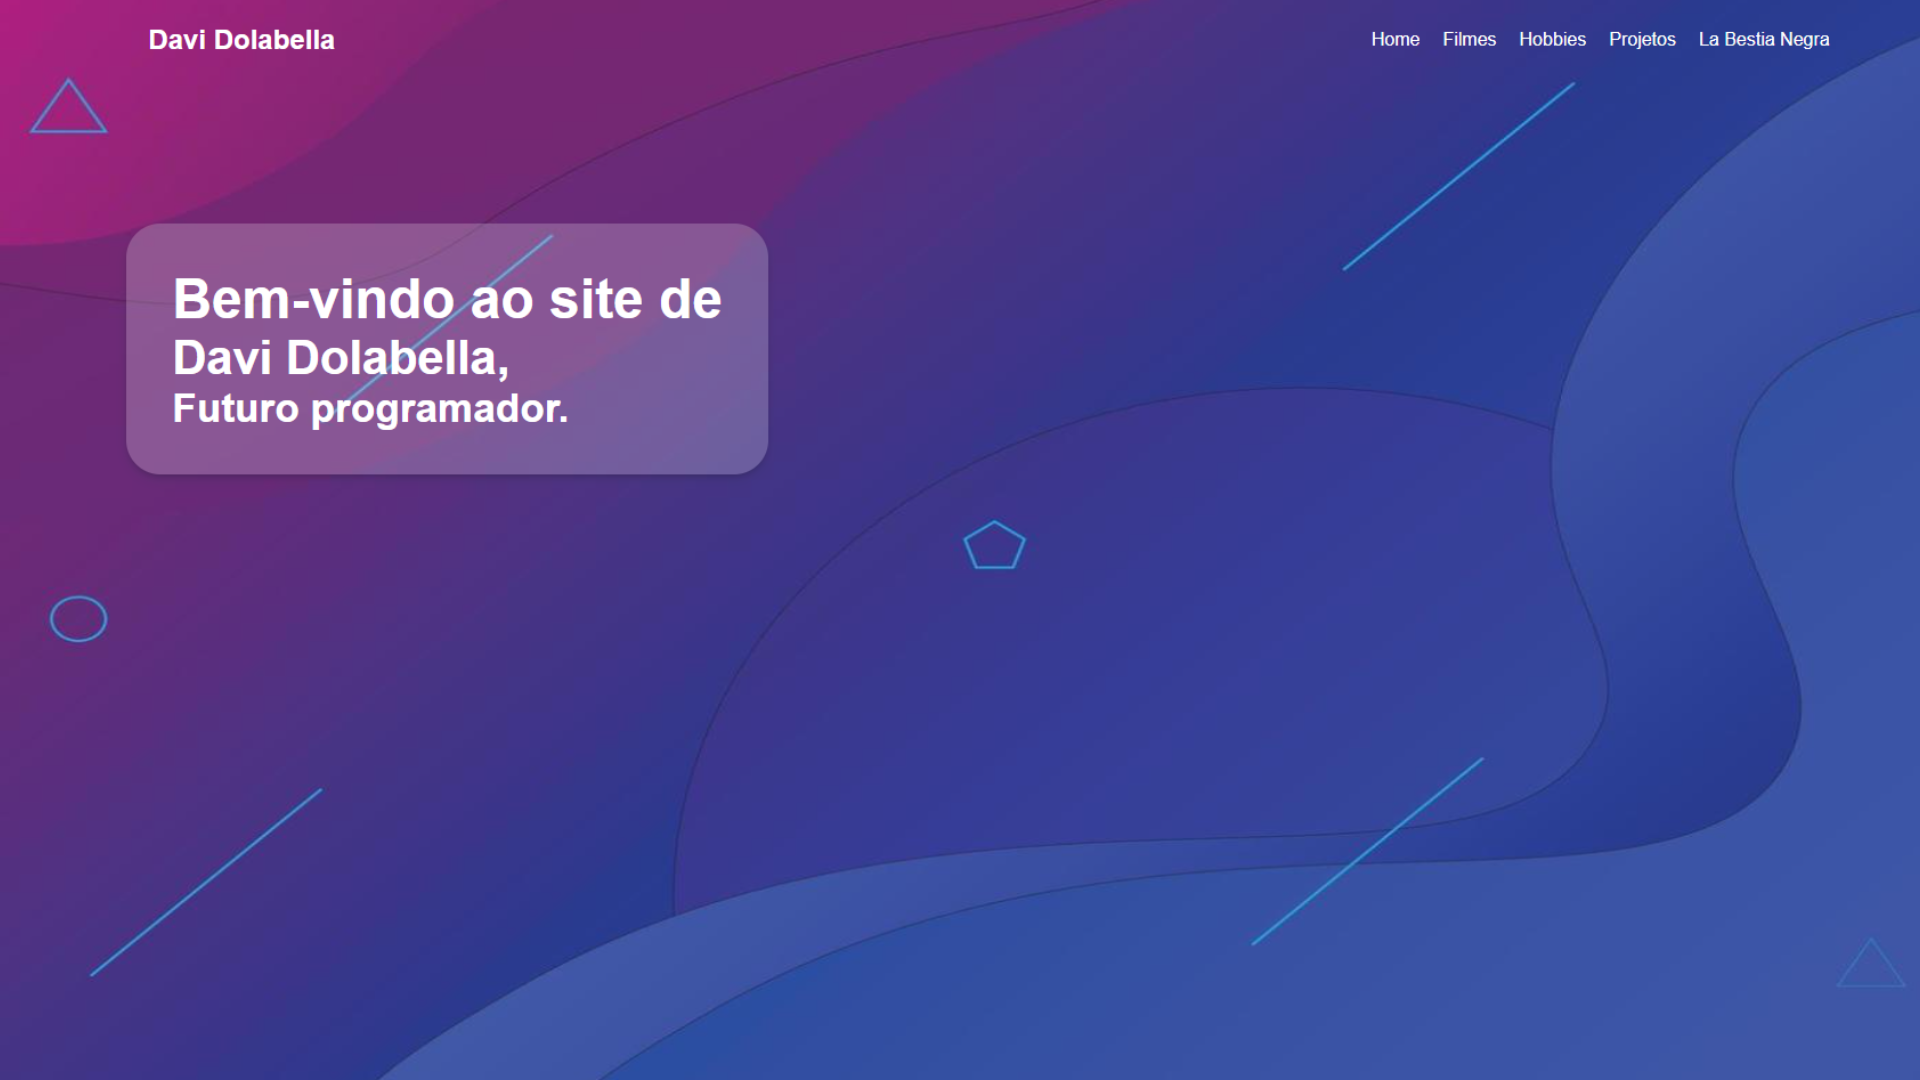 Davi Dolabella
Home Filmes Hobbies Projetos La Bestia Negra
Bem-vindo ao site de
Davi Dolabella,
Futuro programador.